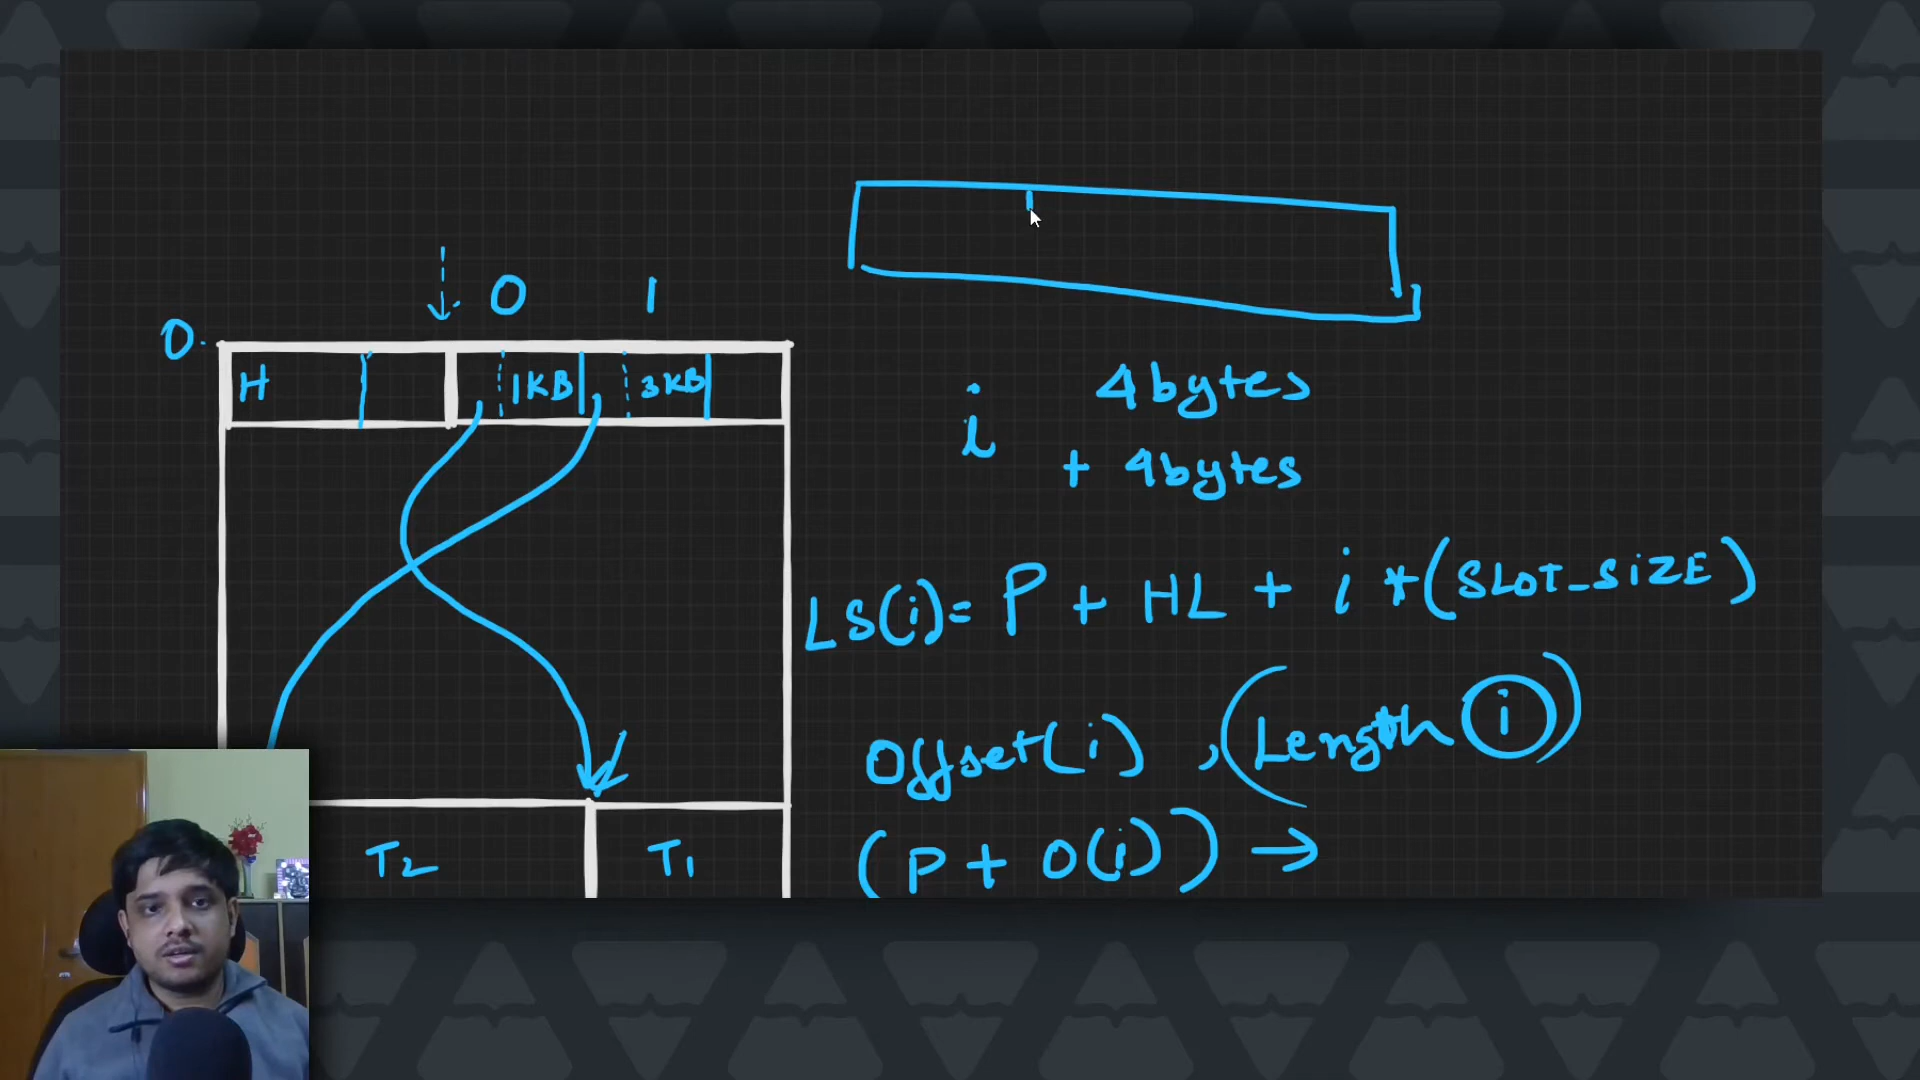 0 1
0
H 1KB 3KB
4bytes
i + 4bytes
LS(i) = P + HL + i * (SLOT_SIZE)
Offset(i), (Length i)
T2 T1
(P + O(i)) →